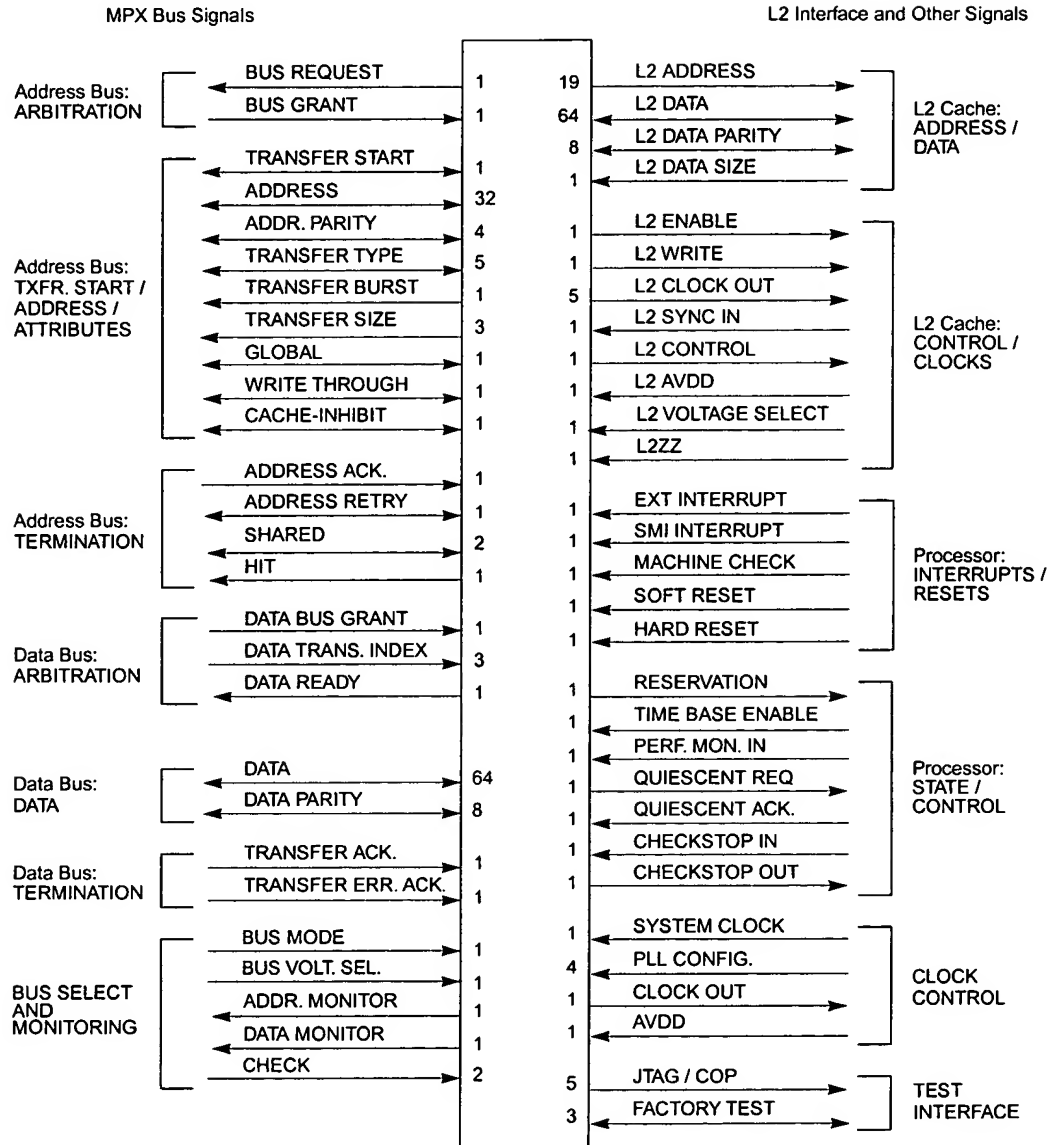 MPX Bus Signals
L2 Interface and Other Signals
Address Bus:
ARBITRATION
BUS REQUEST
1
BUS GRANT
1
Address Bus:
TXFR. START /
ADDRESS /
ATTRIBUTES
TRANSFER START
1
ADDRESS
32
ADDR. PARITY
4
TRANSFER TYPE
5
TRANSFER BURST
1
TRANSFER SIZE
3
GLOBAL
1
WRITE THROUGH
1
CACHE-INHIBIT
1
Address Bus:
TERMINATION
ADDRESS ACK.
1
ADDRESS RETRY
1
SHARED
2
HIT
1
Data Bus:
ARBITRATION
DATA BUS GRANT
1
DATA TRANS. INDEX
3
DATA READY
1
Data Bus:
DATA
DATA
64
DATA PARITY
8
Data Bus:
TERMINATION
TRANSFER ACK.
1
TRANSFER ERR. ACK.
1
BUS SELECT
AND
MONITORING
BUS MODE
1
BUS VOLT. SEL.
1
ADDR. MONITOR
1
DATA MONITOR
1
CHECK
2
19
L2 ADDRESS
64
L2 DATA
8
L2 DATA PARITY
1
L2 DATA SIZE
L2 Cache:
ADDRESS /
DATA
1
L2 ENABLE
1
L2 WRITE
5
L2 CLOCK OUT
1
L2 SYNC IN
1
L2 CONTROL
1
L2 AVDD
1
L2 VOLTAGE SELECT
1
L2ZZ
L2 Cache:
CONTROL /
CLOCKS
1
EXT INTERRUPT
1
SMI INTERRUPT
1
MACHINE CHECK
1
SOFT RESET
1
HARD RESET
Processor:
INTERRUPTS /
RESETS
1
RESERVATION
1
TIME BASE ENABLE
1
PERF. MON. IN
1
QUIESCENT REQ
1
QUIESCENT ACK.
1
CHECKSTOP IN
1
CHECKSTOP OUT
Processor:
STATE /
CONTROL
1
SYSTEM CLOCK
4
PLL CONFIG.
1
CLOCK OUT
1
AVDD
CLOCK
CONTROL
5
JTAG / COP
3
FACTORY TEST
TEST
INTERFACE